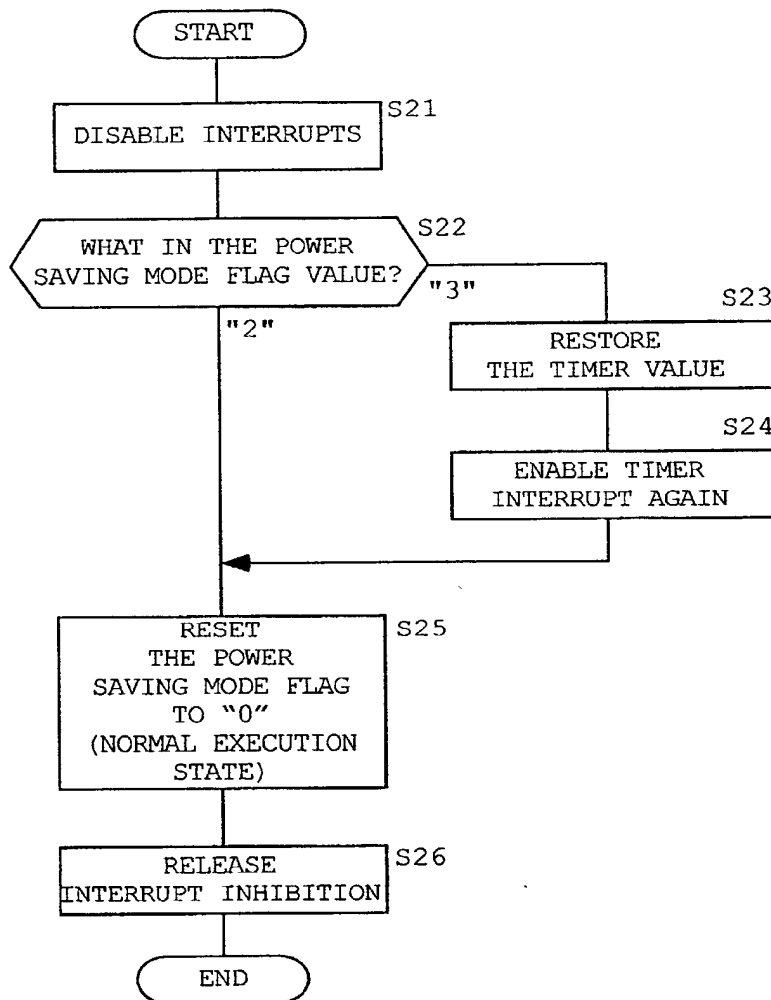 START
S21
DISABLE INTERRUPTS
S22
WHAT IN THE POWER
SAVING MODE FLAG VALUE?
"3"
"2"
S23
RESTORE
THE TIMER VALUE
S24
ENABLE TIMER
INTERRUPT AGAIN
S25
RESET
THE POWER
SAVING MODE FLAG
TO “0”
(NORMAL EXECUTION
STATE)
S26
RELEASE
INTERRUPT INHIBITION
END